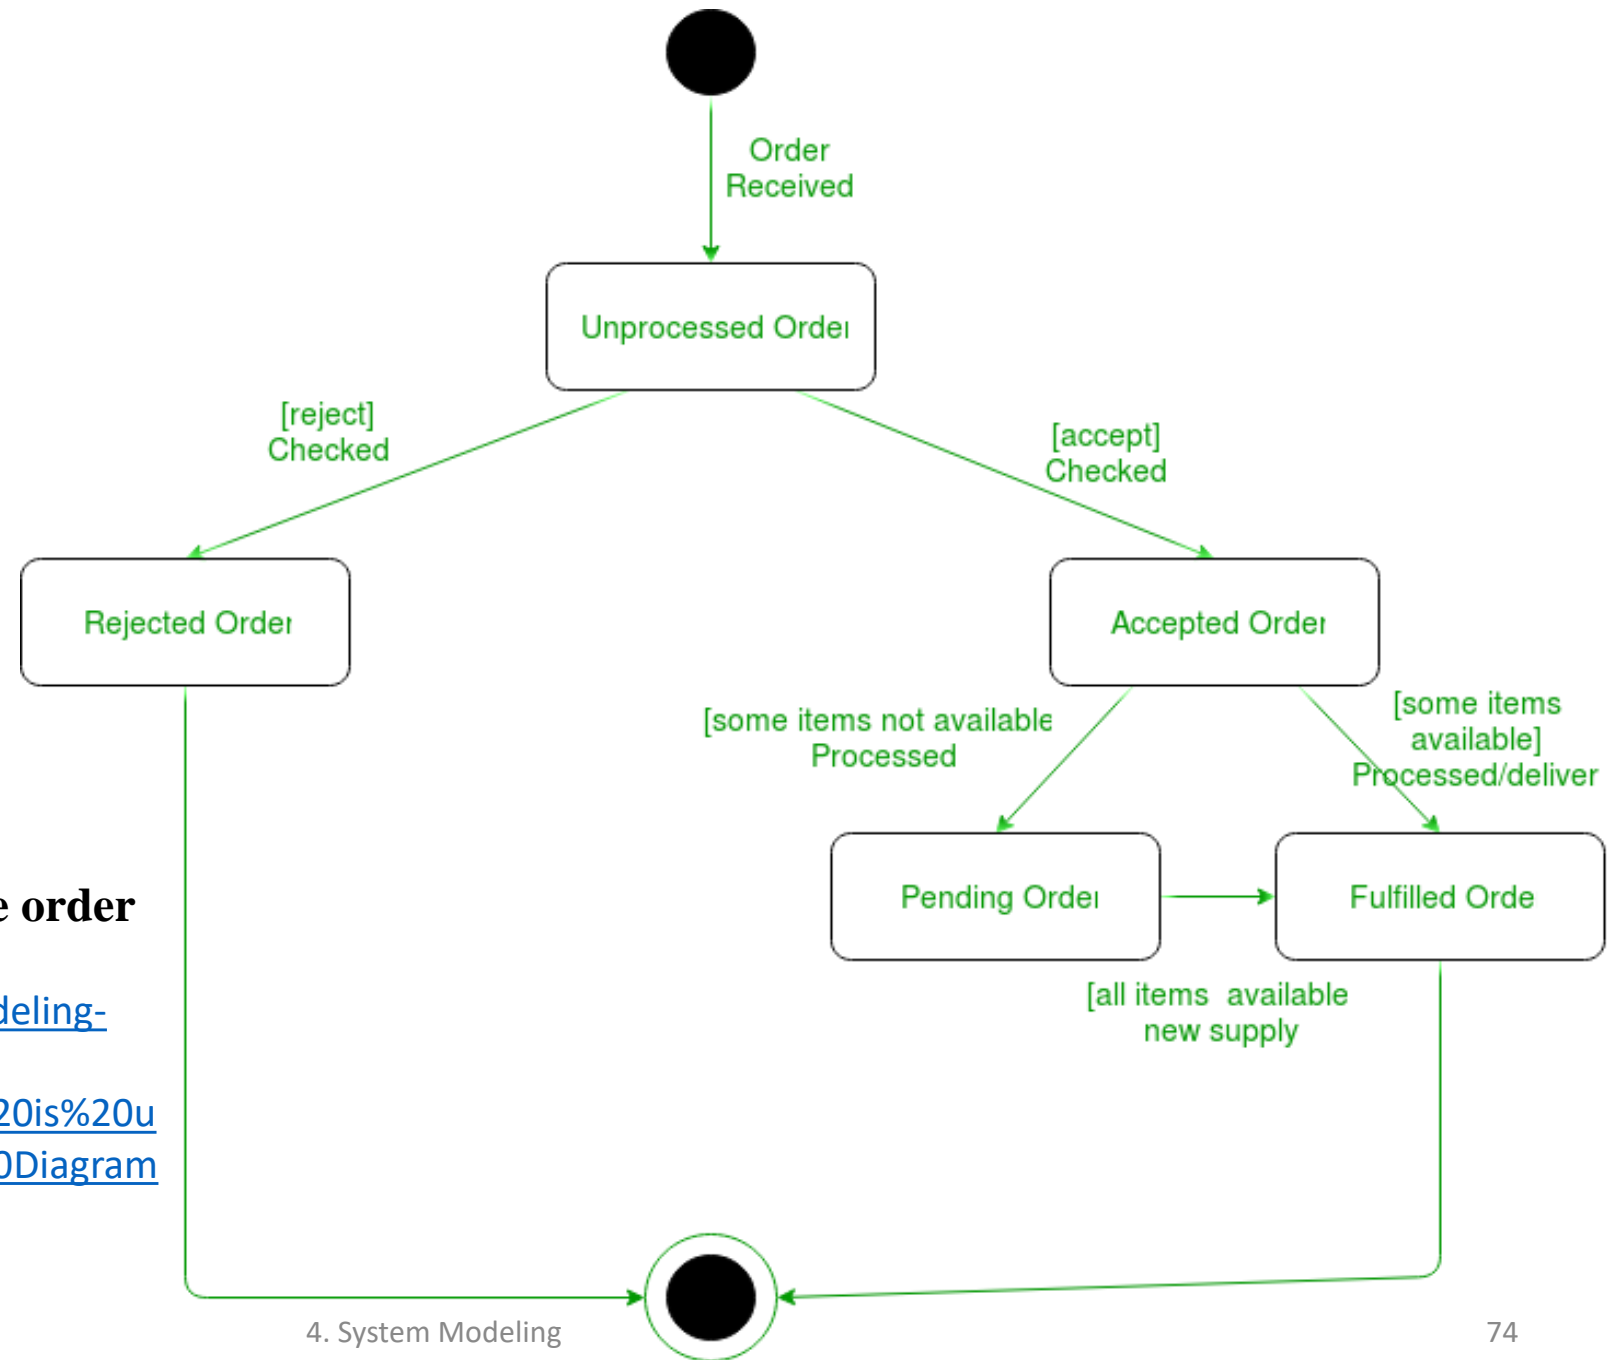 Order
Received
Unprocessed Order
[reject]
Checked
[accept]
Checked
Rejected Order
Accepted Order
[some items not available
Processed
[some items
available]
Processed/deliver
Pending Order
Fulfilled Orde
[all items  available
new supply
e order
deling-
20is%20u
0Diagram
4. System Modeling
74